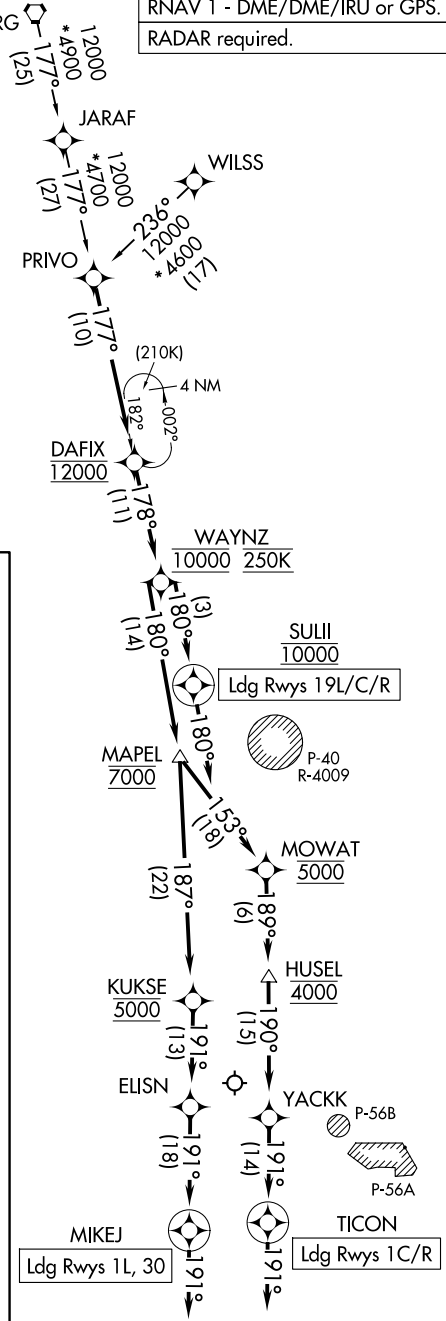 RNAV 1 - DME/DME/IRU or GPS.
RADAR required.
RG
12000
*4900
177°
(25)
JARAF
12000
*4700
177°
(27)
WILSS
236°
12000
*4600
(17)
PRIVO
177°
(10)
(210K)
4 NM
182°
002°
DAFIX
12000
178°
(11)
WAYNZ
10000 250K
(3)
180°
180°
(14)
SULII
10000
Ldg Rwys 19L/C/R
180°
P-40
R-4009
MAPEL
7000
153°
(18)
187°
(22)
MOWAT
5000
189°
(6)
HUSEL
4000
KUKSE
5000
190°
(15)
191°
(13)
ELISN
YACKK
P-56B
P-56A
191°
(18)
191°
(14)
MIKEJ
Ldg Rwys 1L, 30
TICON
Ldg Rwys 1C/R
191°
191°